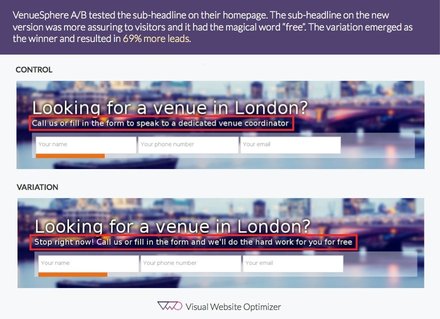 VenueSphere A/B tested the sub-headline on their homepage. The sub-headline on the new
version was more assuring to visitors and it had the magical word "free". The variation emerged as
the winner and resulted in 69% more leads.
CONTROL
Looking for a venue in London?
Call us or fill in the form to speak to a dedicated venue coordinator
Your name Your phone number Your email
VARIATION
Looking for a venue in London?
Stop right now! Call us or fill in the form and we'll do the hard work for you for free
Your name Your phone number Your email
VWO Visual Website Optimizer